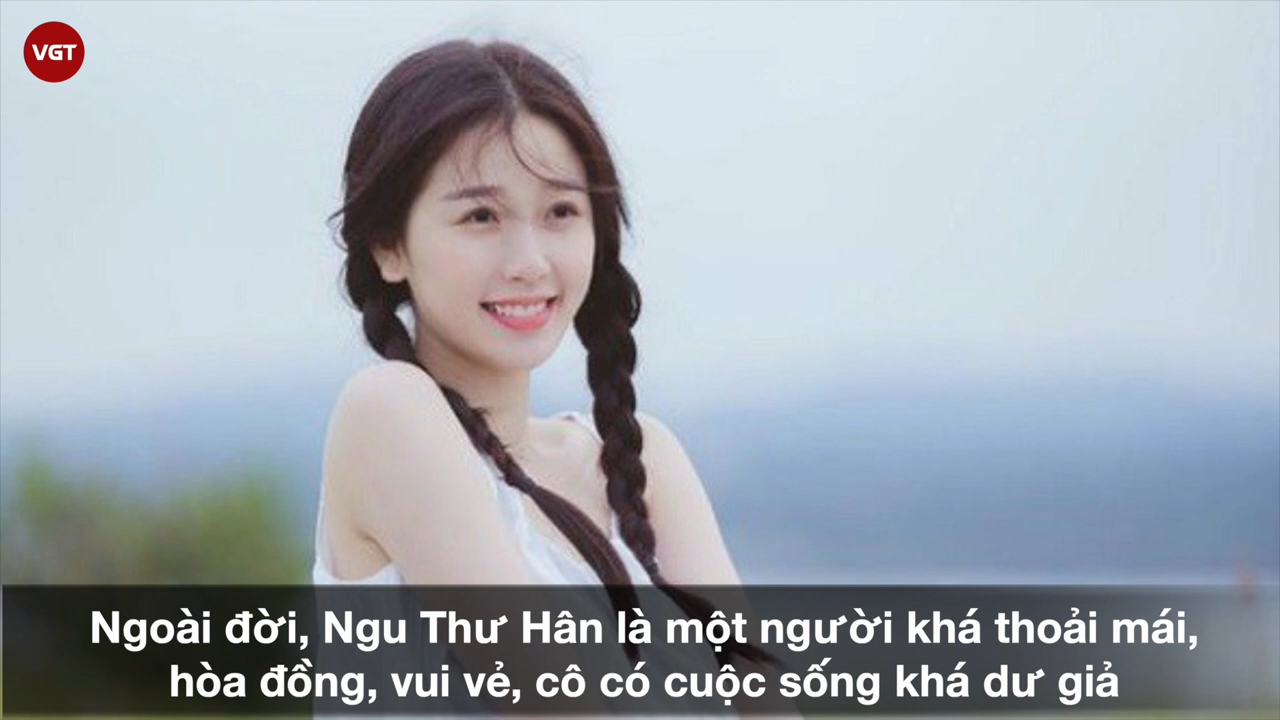 VGT
Ngoài đời, Ngu Thư Hân là một người khá thoải mái,
hòa đồng, vui vẻ, cô có cuộc sống khá dư giả